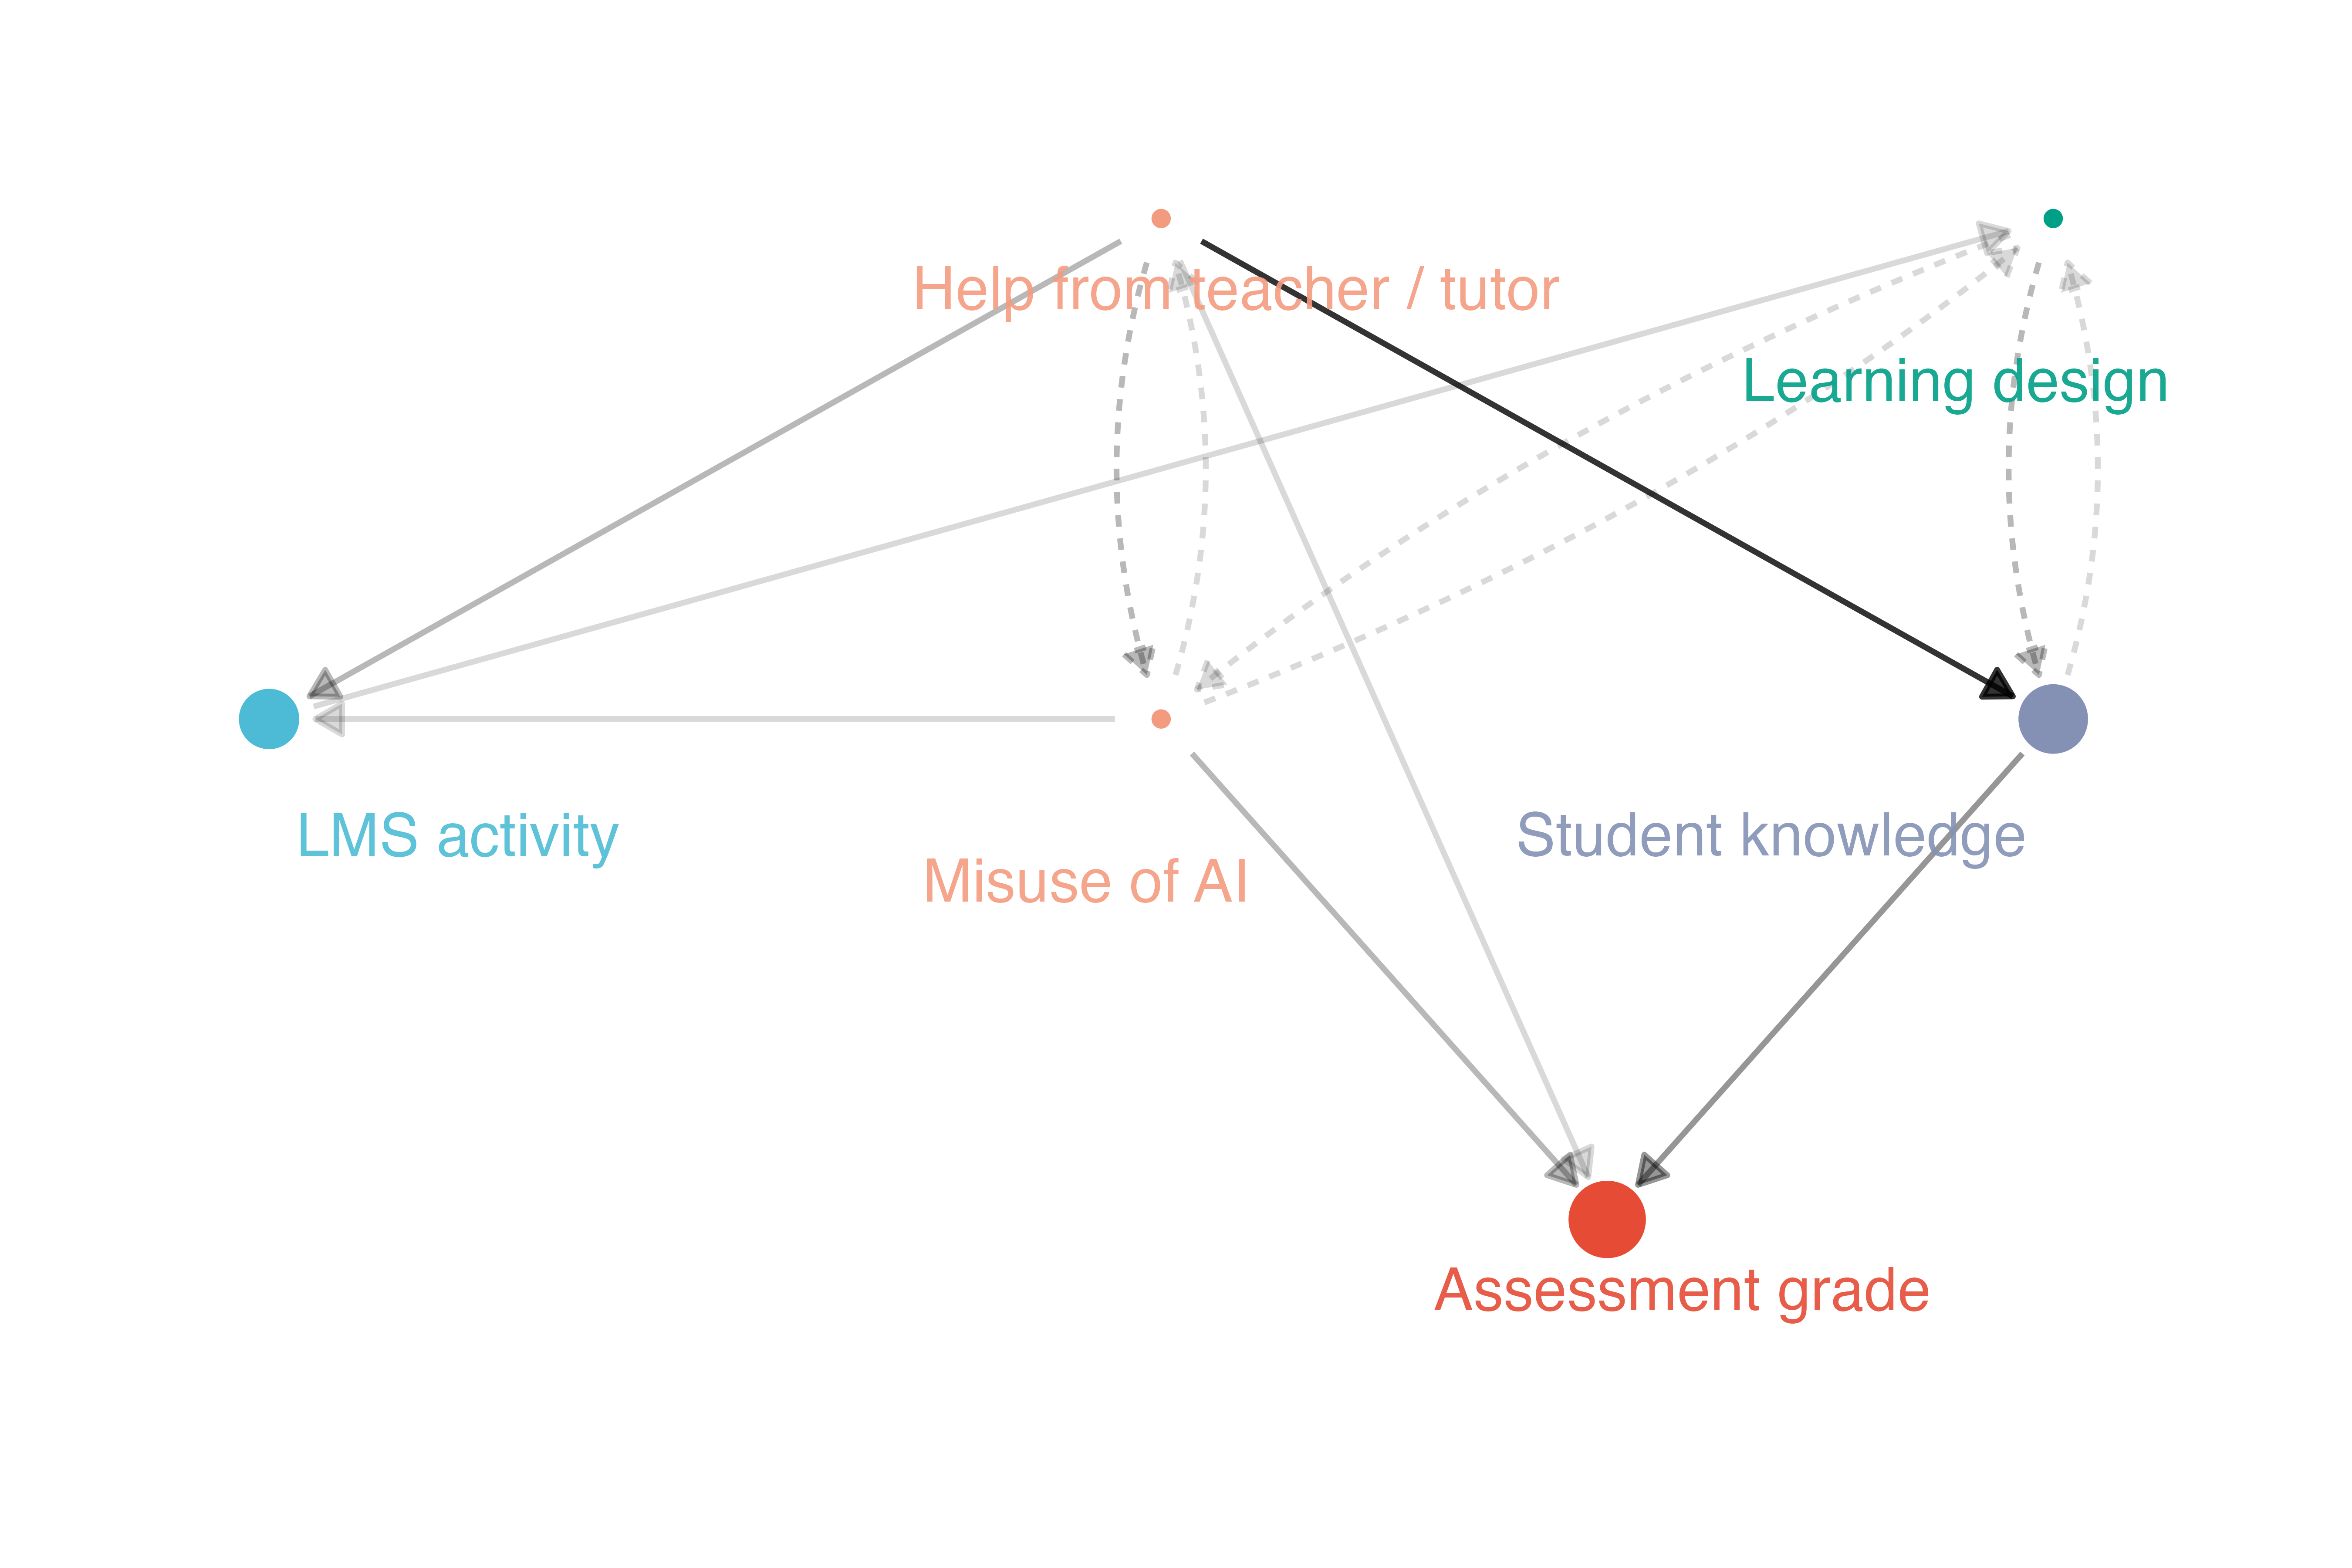 Help from teacher / tutor
Learning design
LMS activity
Student knowledge
Misuse of AI
Assessment grade